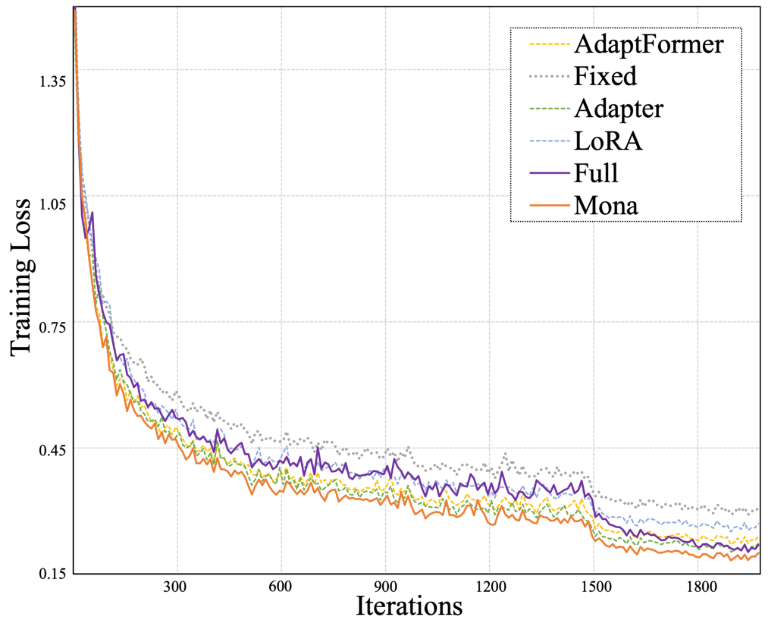 AdaptFormer
Fixed
Adapter
LoRA
Full
Mona
Training Loss
1.35
1.05
0.75
0.45
0.15
300
600
900
1200
1500
1800
Iterations